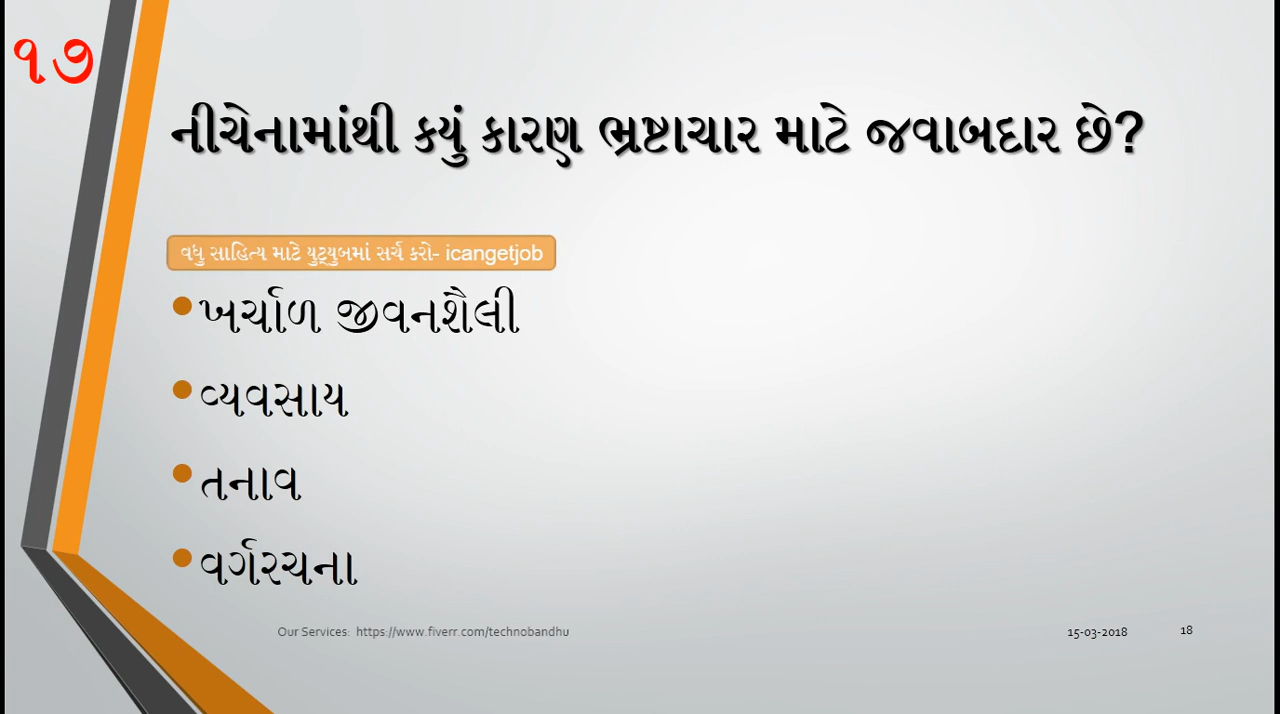 ૧૭
નીચેનામાંથી કયું કારણ ભ્રષ્ટાચાર માટે જવાબદાર છે?
વધુ સાહિત્ય માટે યુટ્યુબમાં સર્ચ કરો- icangetjob
•ખર્ચાળ જીવનશૈલી
•વ્યવસાય
•તનાવ
•વર્ગરચના
Our Services: https://www.fiverr.com/technobandhu 15-03-2018 18